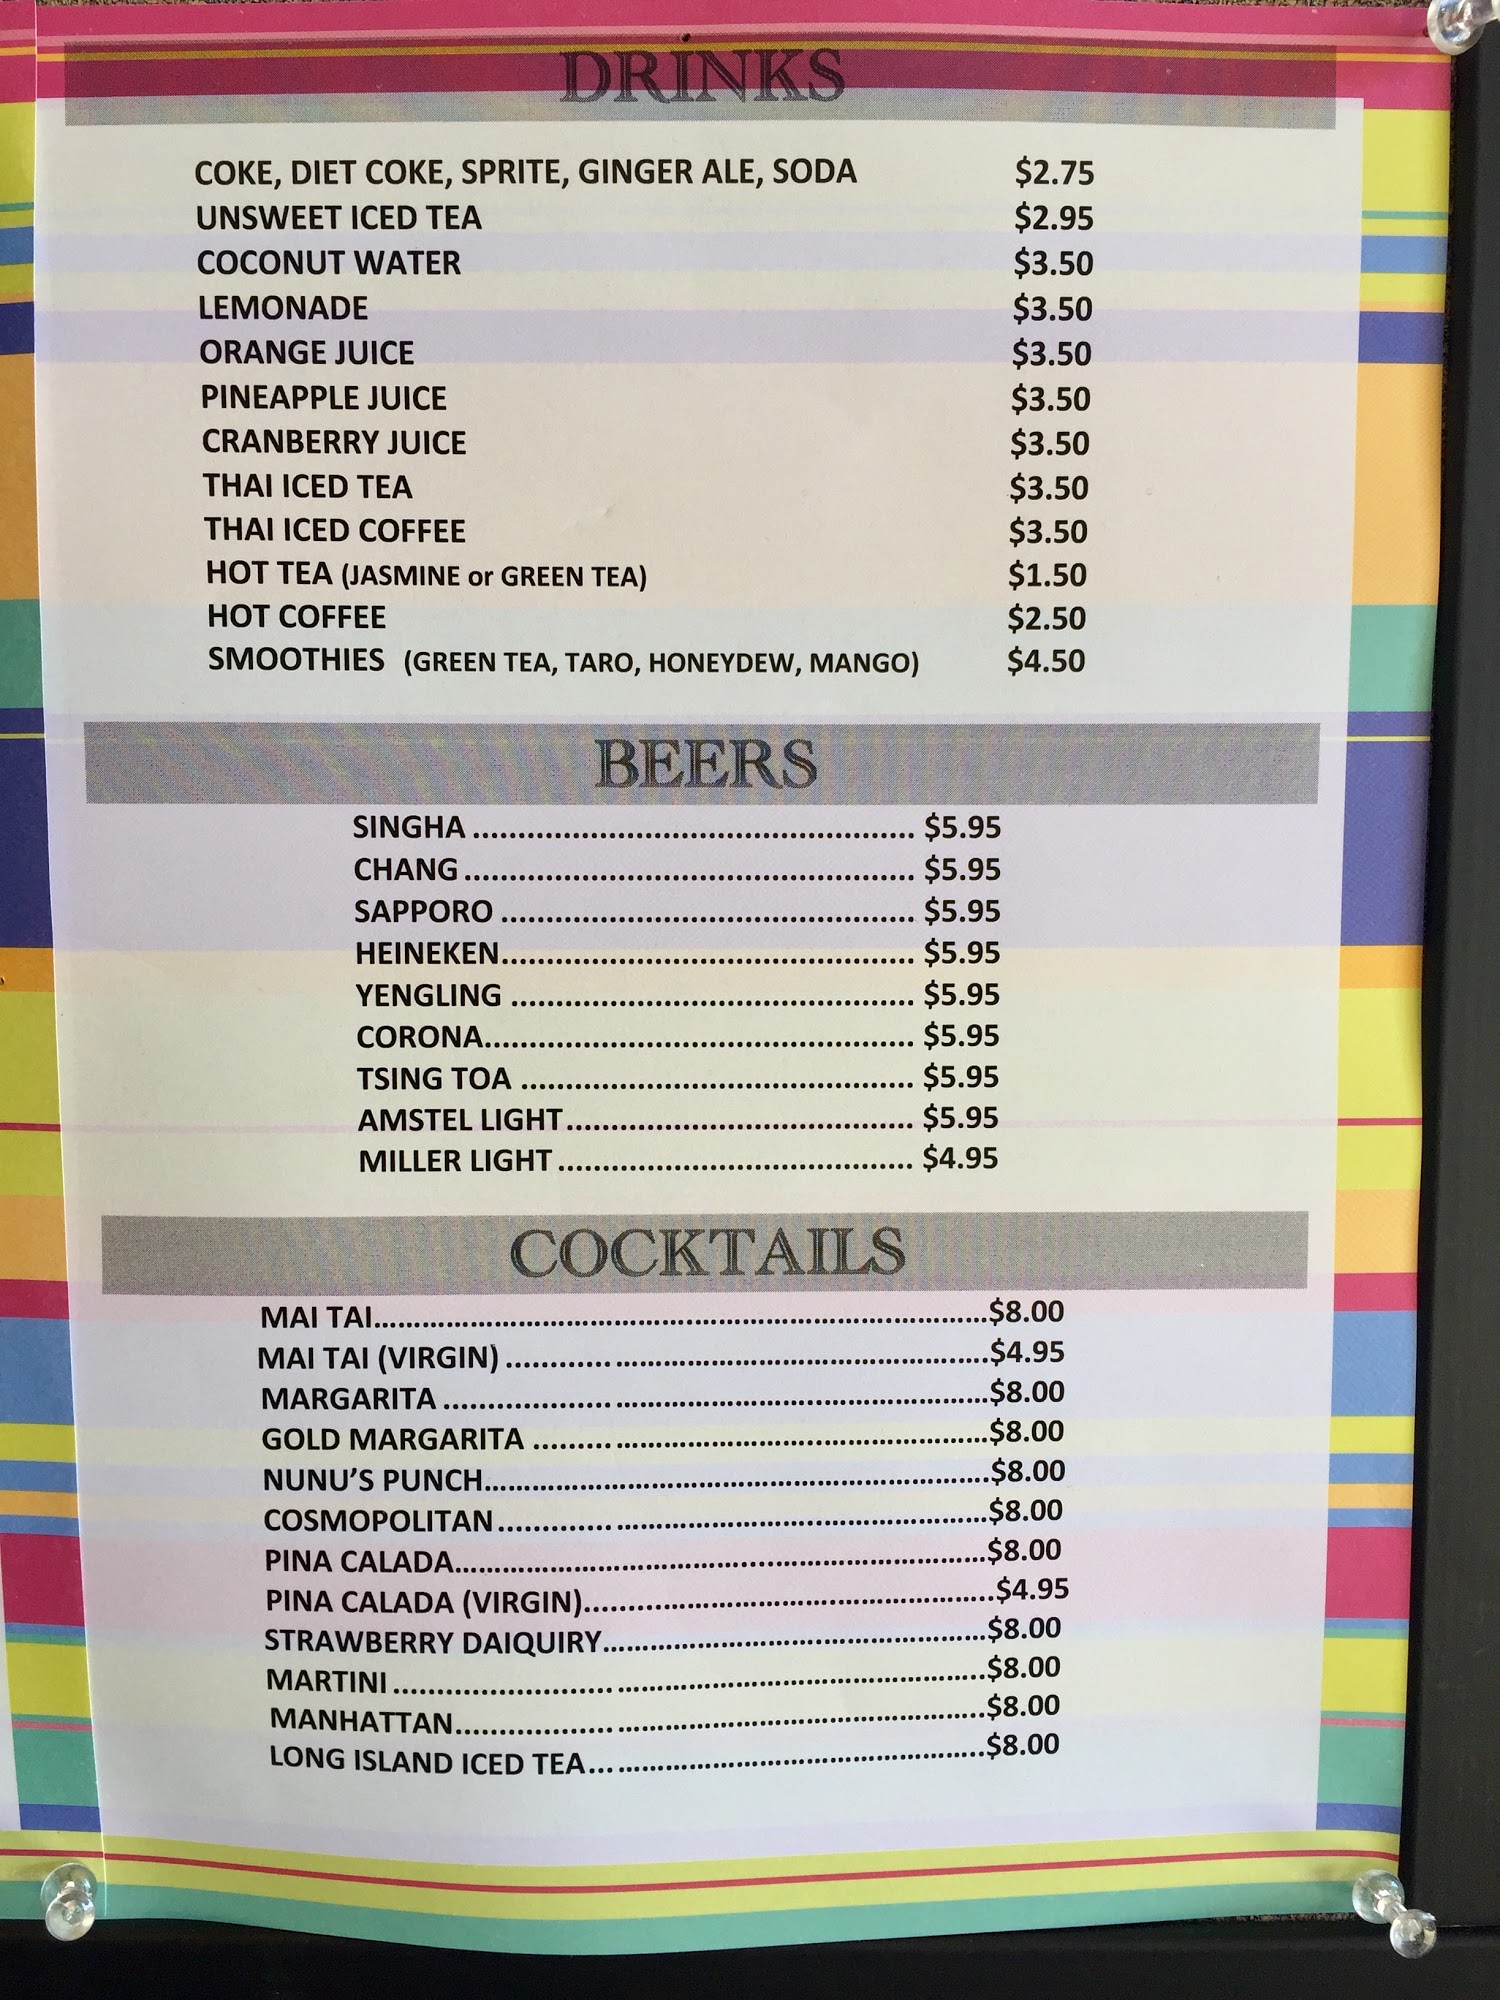 DRINKS
COKE, DIET COKE, SPRITE, GINGER ALE, SODA $2.75
UNSWEET ICED TEA $2.95
COCONUT WATER $3.50
LEMONADE $3.50
ORANGE JUICE $3.50
PINEAPPLE JUICE $3.50
CRANBERRY JUICE $3.50
THAI ICED TEA $3.50
THAI ICED COFFEE $3.50
HOT TEA (JASMINE or GREEN TEA) $1.50
HOT COFFEE $2.50
SMOOTHIES (GREEN TEA, TARO, HONEYDEW, MANGO) $4.50
BEERS
SINGHA ................................................. $5.95
CHANG .................................................. $5.95
SAPPORO .............................................. $5.95
HEINEKEN.............................................. $5.95
YENGLING ............................................. $5.95
CORONA................................................ $5.95
TSING TOA ............................................ $5.95
AMSTEL LIGHT....................................... $5.95
MILLER LIGHT ........................................ $4.95
COCKTAILS
MAI TAI....................................................................$8.00
MAI TAI (VIRGIN) .....................................................$4.95
MARGARITA ............................................................$8.00
GOLD MARGARITA ..................................................$8.00
NUNU’S PUNCH........................................................$8.00
COSMOPOLITAN ......................................................$8.00
PINA CALADA...........................................................$8.00
PINA CALADA (VIRGIN).............................................$4.95
STRAWBERRY DAIQUIRY..........................................$8.00
MARTINI ..................................................................$8.00
MANHATTAN...........................................................$8.00
LONG ISLAND ICED TEA............................................$8.00